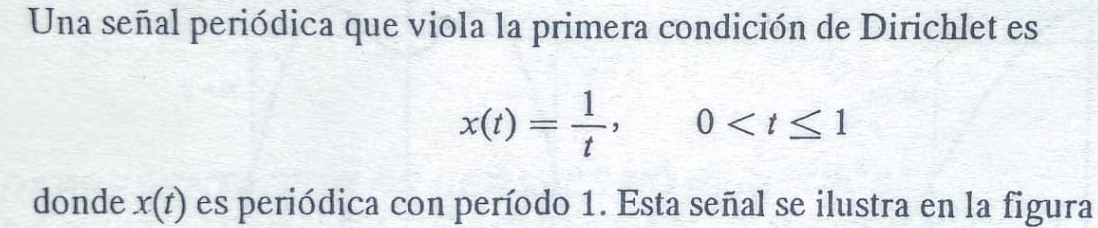 Una señal periódica que viola la primera condición de Dirichlet es
x(t) = 1/t, 0 < t ≤ 1
donde x(t) es periódica con período 1. Esta señal se ilustra en la figura